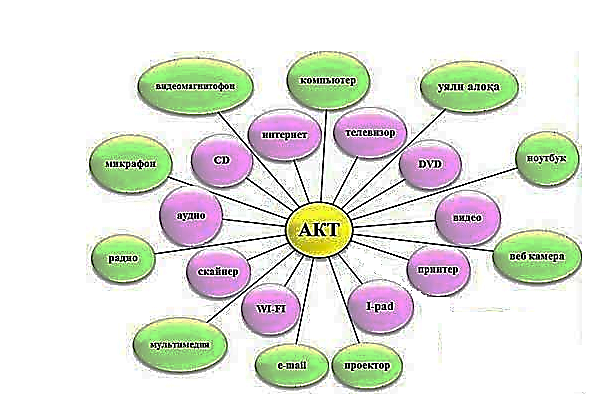 видеомагнитофон
компьютер
уяли алоқа
интернет
телевизор
микрафон
CD
DVD
ноутбук
аудио
АКТ
видео
радио
скайнер
принтер
веб камера
WI-FI
I-pad
мультимедия
e-mail
проектор